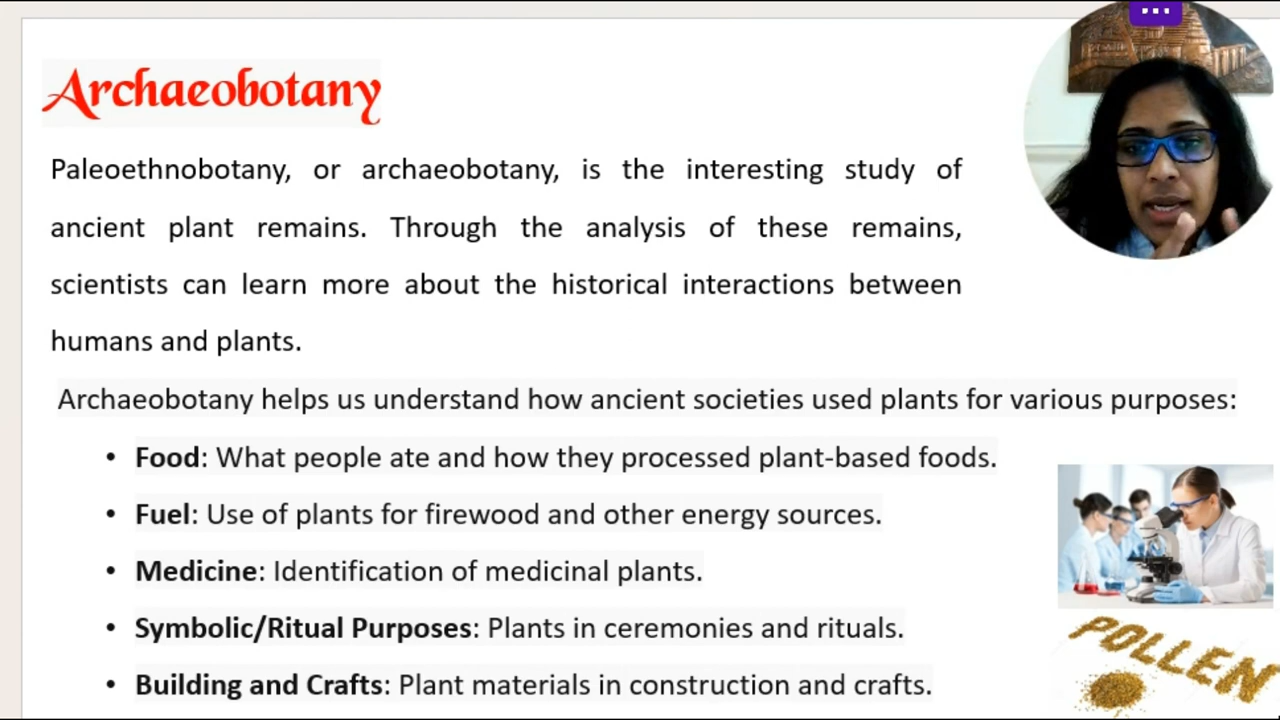 Archaeobotany
Paleoethnobotany, or archaeobotany, is the interesting study of
ancient plant remains. Through the analysis of these remains,
scientists can learn more about the historical interactions between
humans and plants.
Archaeobotany helps us understand how ancient societies used plants for various purposes:
• Food: What people ate and how they processed plant-based foods.
• Fuel: Use of plants for firewood and other energy sources.
• Medicine: Identification of medicinal plants.
• Symbolic/Ritual Purposes: Plants in ceremonies and rituals.
• Building and Crafts: Plant materials in construction and crafts.
POLLEN